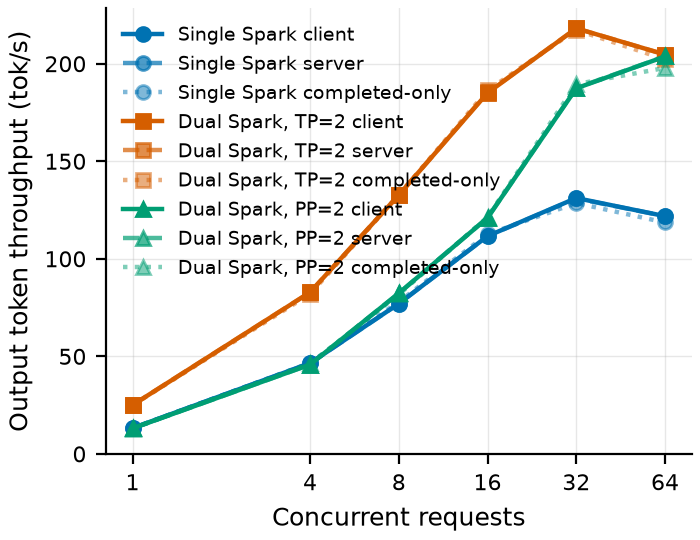 Output token throughput (tok/s)
200
150
100
50
0
Single Spark client
Single Spark server
Single Spark completed-only
Dual Spark, TP=2 client
Dual Spark, TP=2 server
Dual Spark, TP=2 completed-only
Dual Spark, PP=2 client
Dual Spark, PP=2 server
Dual Spark, PP=2 completed-only
1 4 8 16 32 64
Concurrent requests